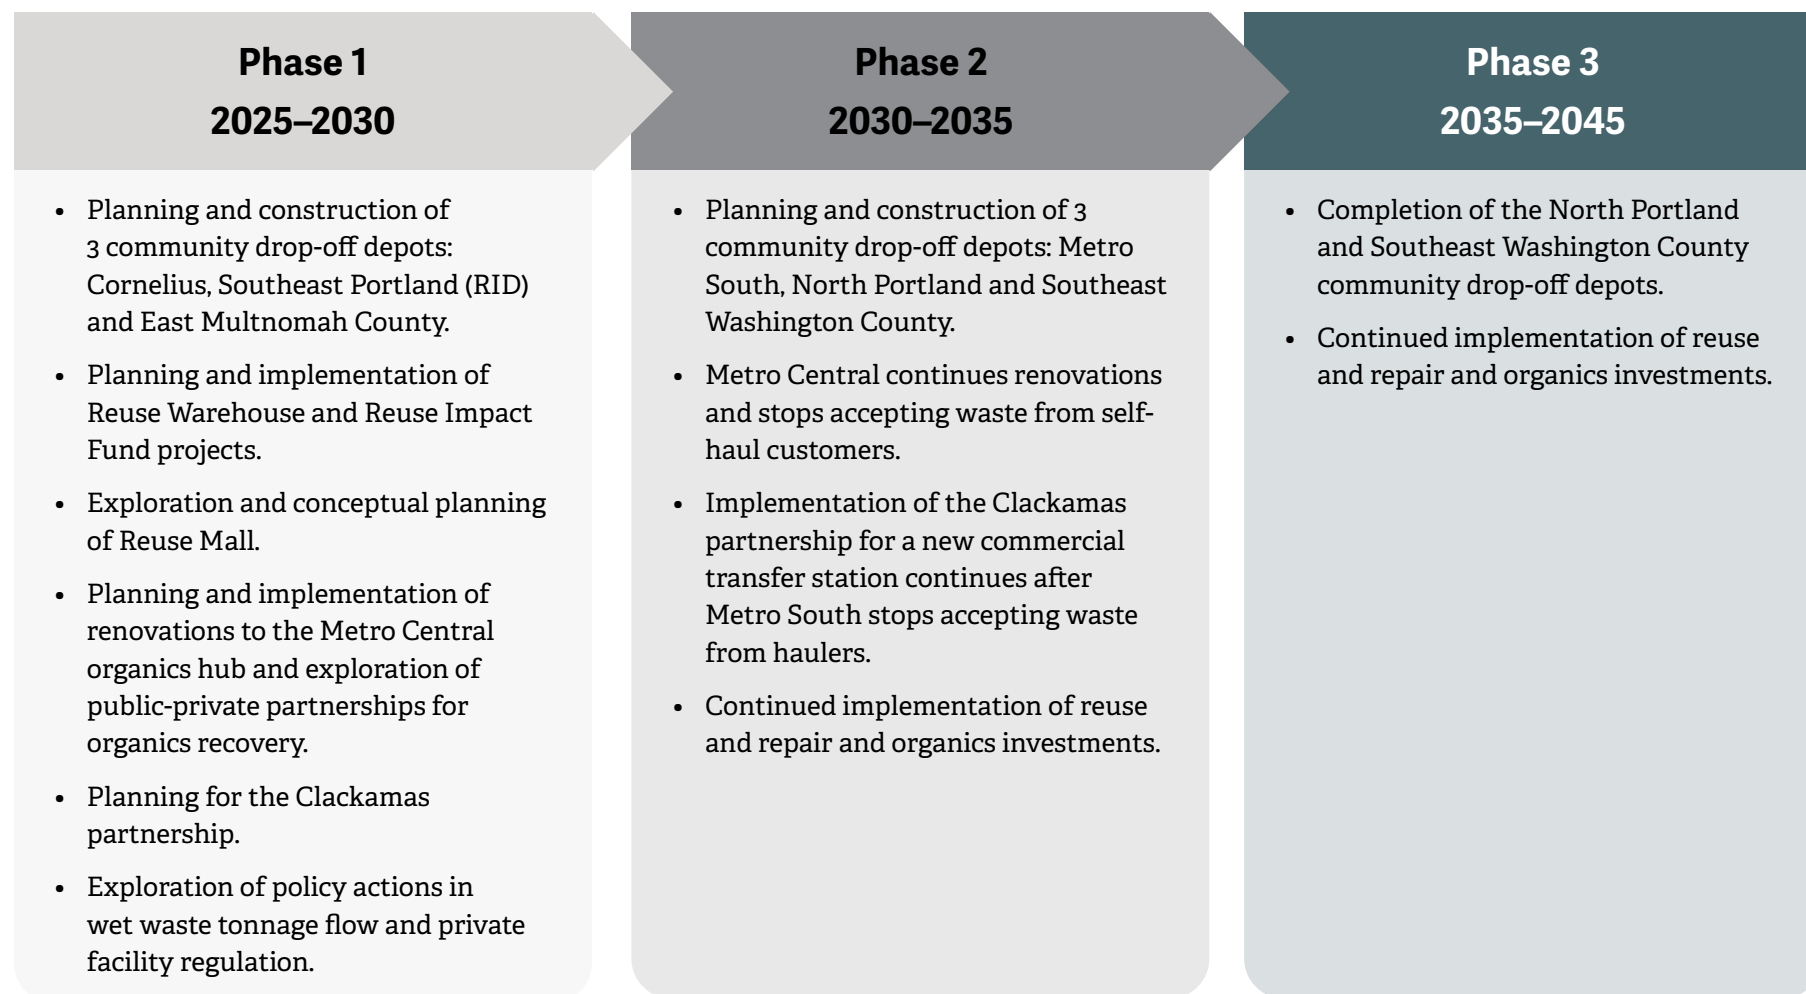 Phase 1
2025–2030
• Planning and construction of
3 community drop-off depots:
Cornelius, Southeast Portland (RID)
and East Multnomah County.
• Planning and implementation of
Reuse Warehouse and Reuse Impact
Fund projects.
• Exploration and conceptual planning
of Reuse Mall.
• Planning and implementation of
renovations to the Metro Central
organics hub and exploration of
public-private partnerships for
organics recovery.
• Planning for the Clackamas
partnership.
• Exploration of policy actions in
wet waste tonnage flow and private
facility regulation.
Phase 2
2030–2035
• Planning and construction of 3
community drop-off depots: Metro
South, North Portland and Southeast
Washington County.
• Metro Central continues renovations
and stops accepting waste from self-
haul customers.
• Implementation of the Clackamas
partnership for a new commercial
transfer station continues after
Metro South stops accepting waste
from haulers.
• Continued implementation of reuse
and repair and organics investments.
Phase 3
2035–2045
• Completion of the North Portland
and Southeast Washington County
community drop-off depots.
• Continued implementation of reuse
and repair and organics investments.